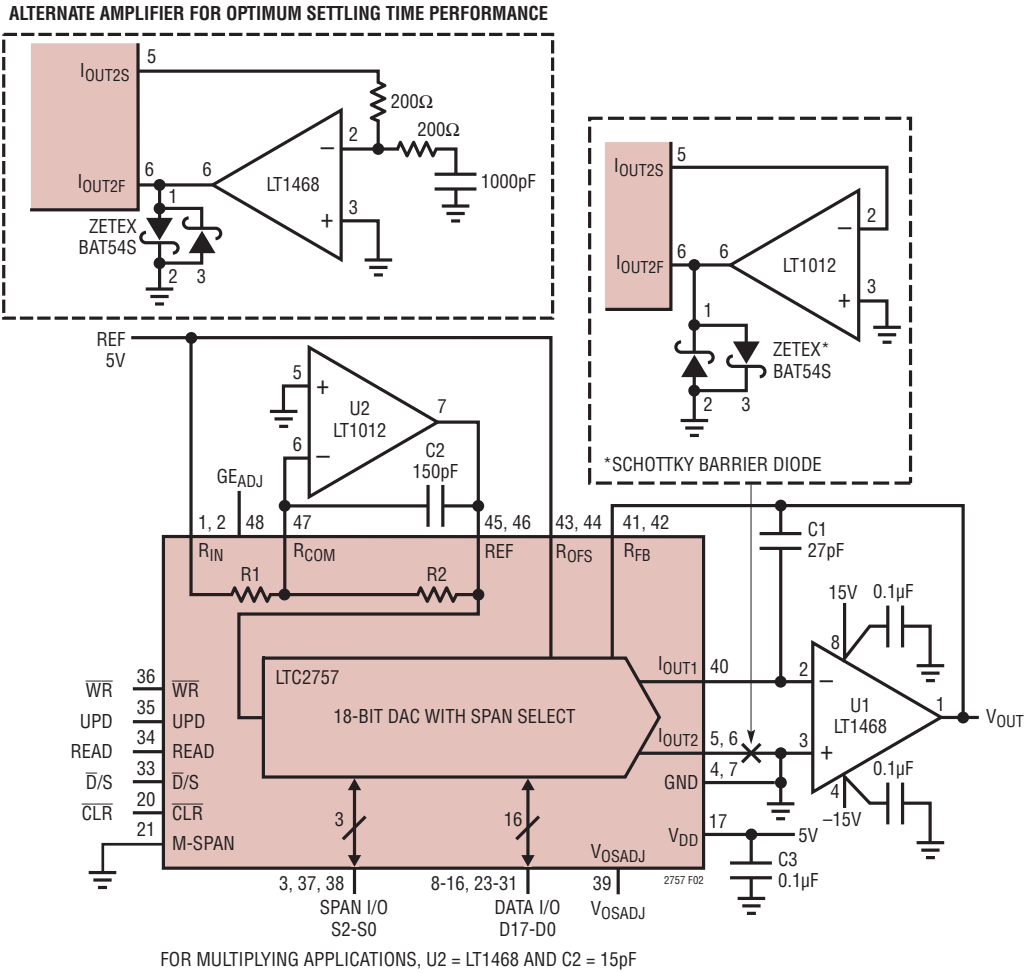 ALTERNATE AMPLIFIER FOR OPTIMUM SETTLING TIME PERFORMANCE
IOUT2S
5
200Ω
200Ω
2
–
LT1468
1000pF
IOUT2F
6
6
1
3
+
ZETEX
BAT54S
2
3
IOUT2S
5
2
–
LT1012
IOUT2F
6
6
3
+
1
ZETEX*
BAT54S
2
3
*SCHOTTKY BARRIER DIODE
REF
5V
5
+
U2
LT1012
7
6
–
C2
150pF
GEADJ
1, 2
48
47
45, 46
43, 44
41, 42
RIN
RCOM
REF
ROFS
RFB
R1
R2
C1
27pF
15V
0.1µF
8
LTC2757
18-BIT DAC WITH SPAN SELECT
IOUT1
40
2
–
U1
LT1468
1
VOUT
IOUT2
5, 6
3
+
GND
4, 7
4
–15V
0.1µF
WR
36
WR
UPD
35
UPD
READ
34
READ
D/S
33
D/S
CLR
20
CLR
21
M-SPAN
3
16
VDD
17
5V
C3
0.1µF
VOSADJ
2757 F02
3, 37, 38
SPAN I/O
S2-S0
8-16, 23-31
DATA I/O
D17-D0
39
VOSADJ
FOR MULTIPLYING APPLICATIONS, U2 = LT1468 AND C2 = 15pF